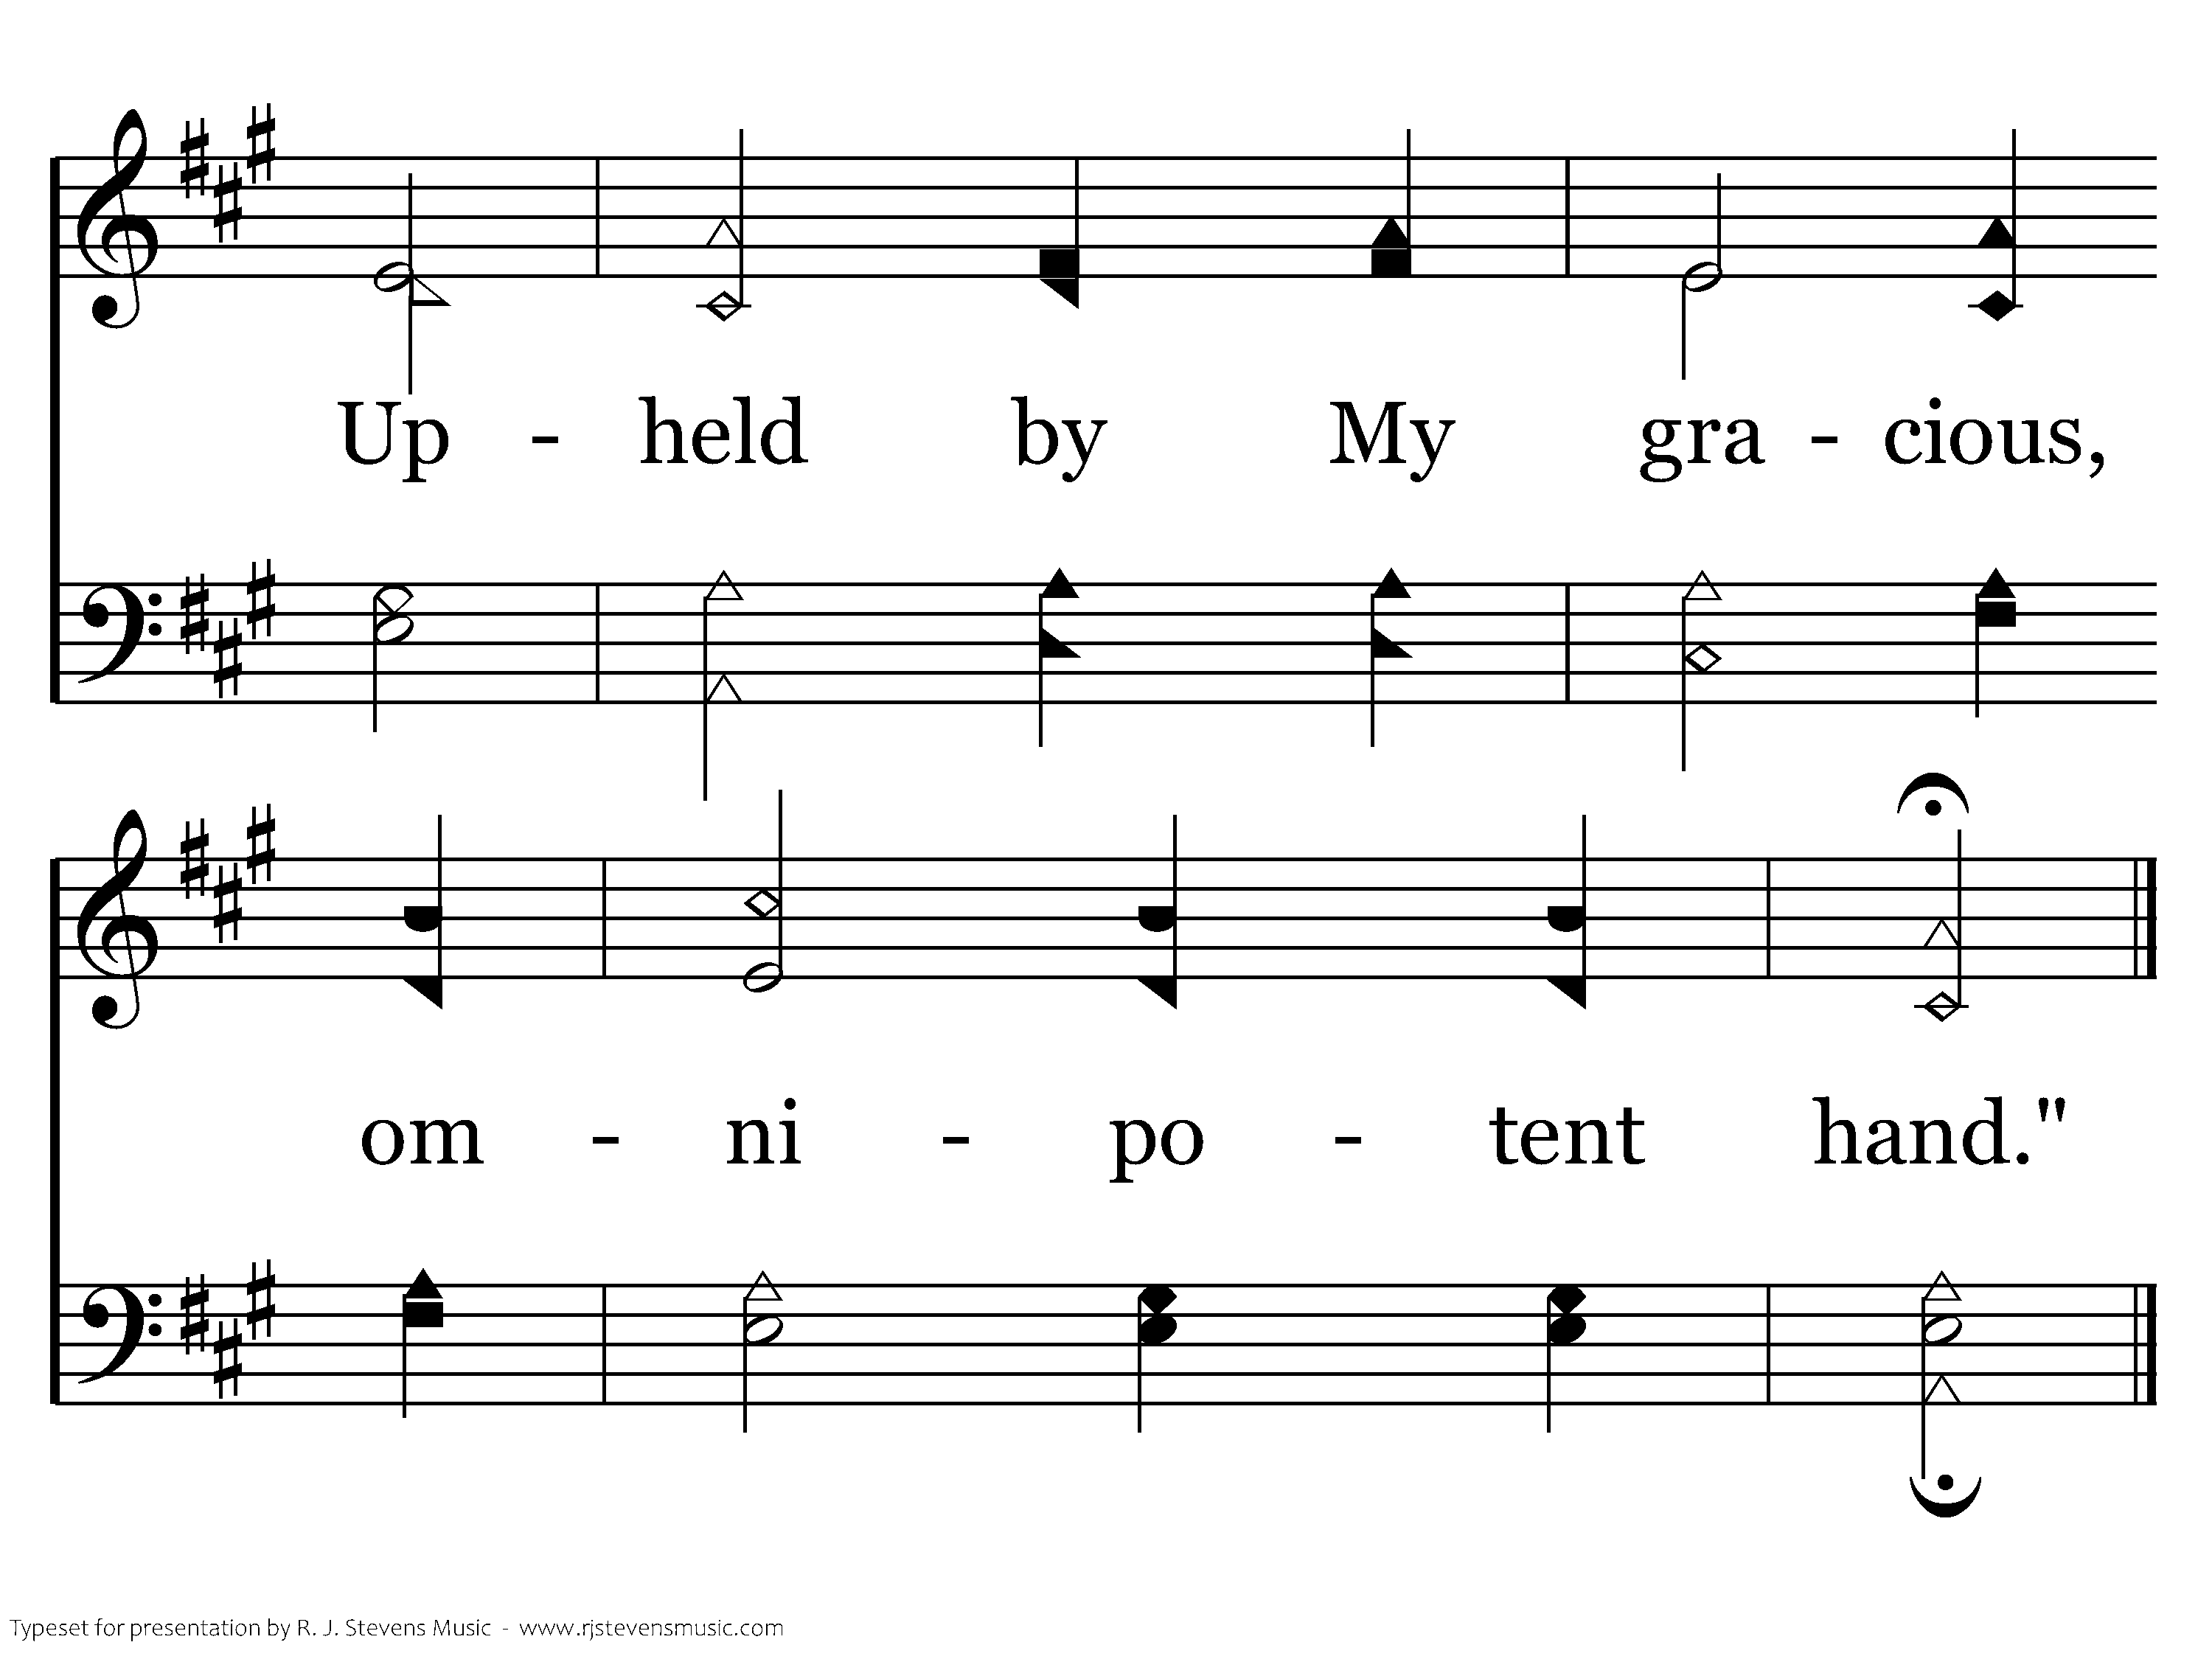 Up - held by My gra - cious,
om - ni - po - tent hand."
Typeset for presentation by R. J. Stevens Music - www.rjstevensmusic.com